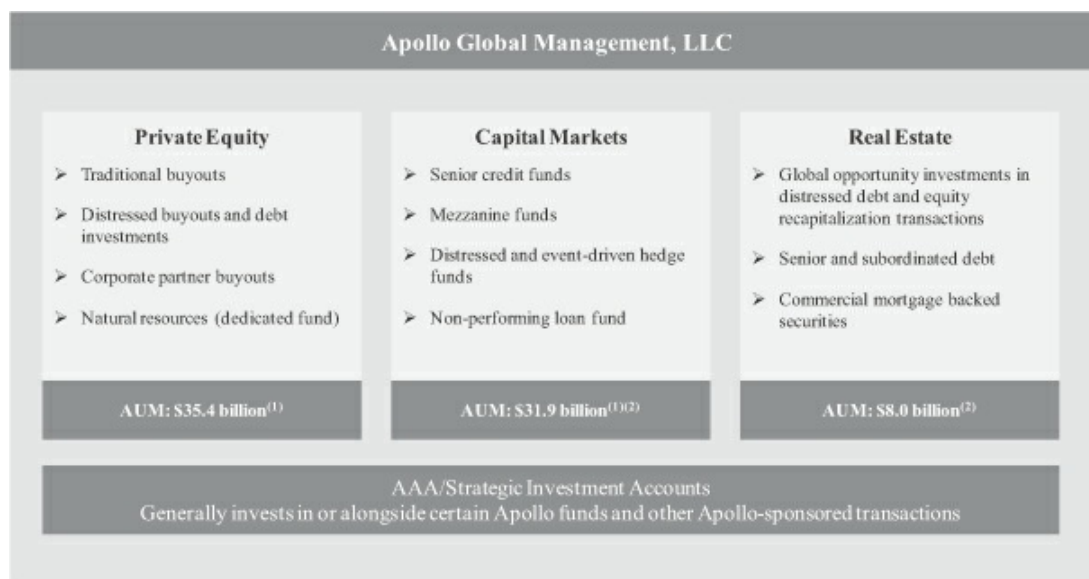 Apollo Global Management, LLC
Private Equity
➢ Traditional buyouts
➢ Distressed buyouts and debt
investments
➢ Corporate partner buyouts
➢ Natural resources (dedicated fund)
AUM: $35.4 billion(1)
Capital Markets
➢ Senior credit funds
➢ Mezzanine funds
➢ Distressed and event-driven hedge
funds
➢ Non-performing loan fund
AUM: $31.9 billion(1)(2)
Real Estate
➢ Global opportunity investments in
distressed debt and equity
recapitalization transactions
➢ Senior and subordinated debt
➢ Commercial mortgage backed
securities
AUM: $8.0 billion(2)
AAA/Strategic Investment Accounts
Generally invests in or alongside certain Apollo funds and other Apollo-sponsored transactions